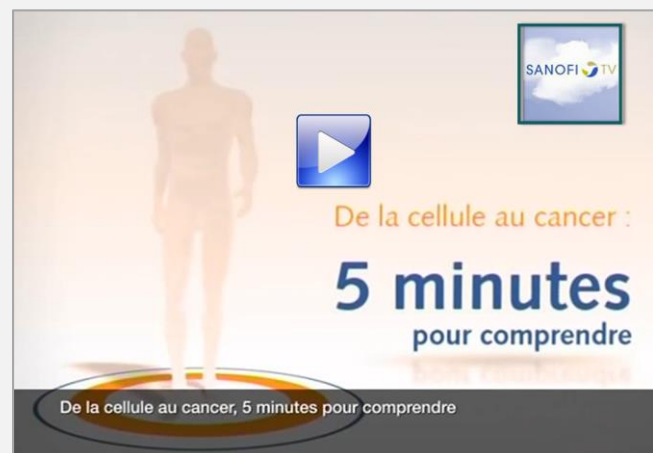 SANOFI TV
De la cellule au cancer :
5 minutes
pour comprendre
De la cellule au cancer, 5 minutes pour comprendre